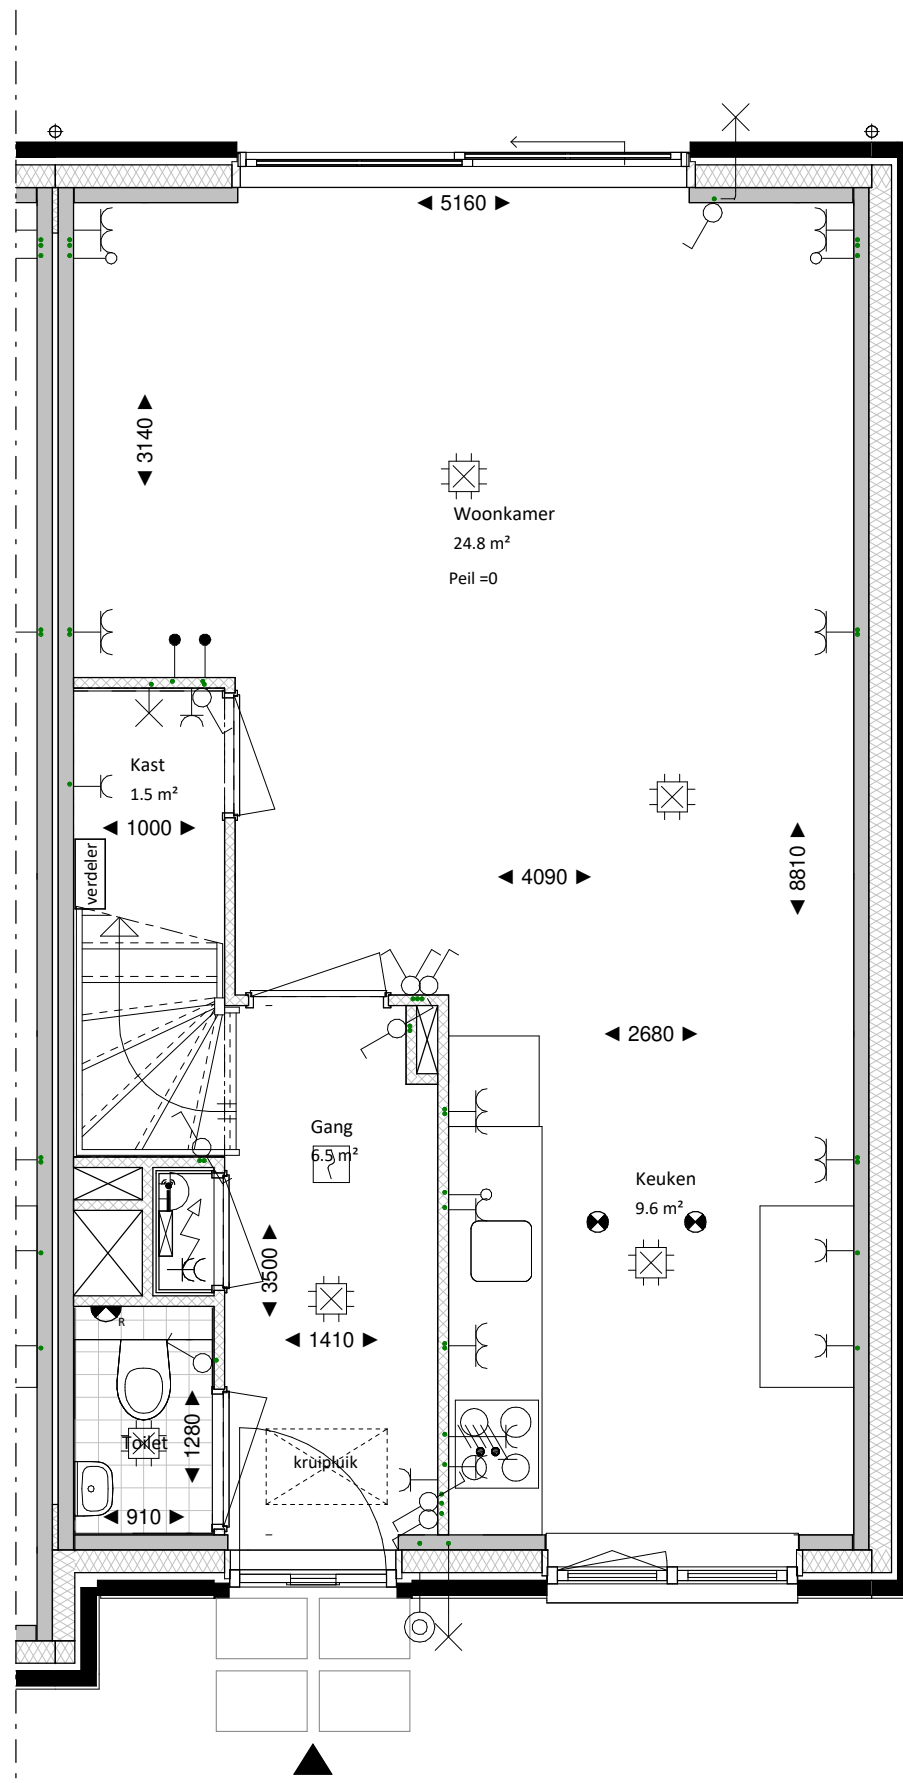 5160
3140
Woonkamer
24.8 m²
Peil =0
Kast
1.5 m²
1000
verdeler
4090
8810
2680
Gang
6.5 m²
Keuken
9.6 m²
3500
1410
R
Toilet
1280
kruipluik
910